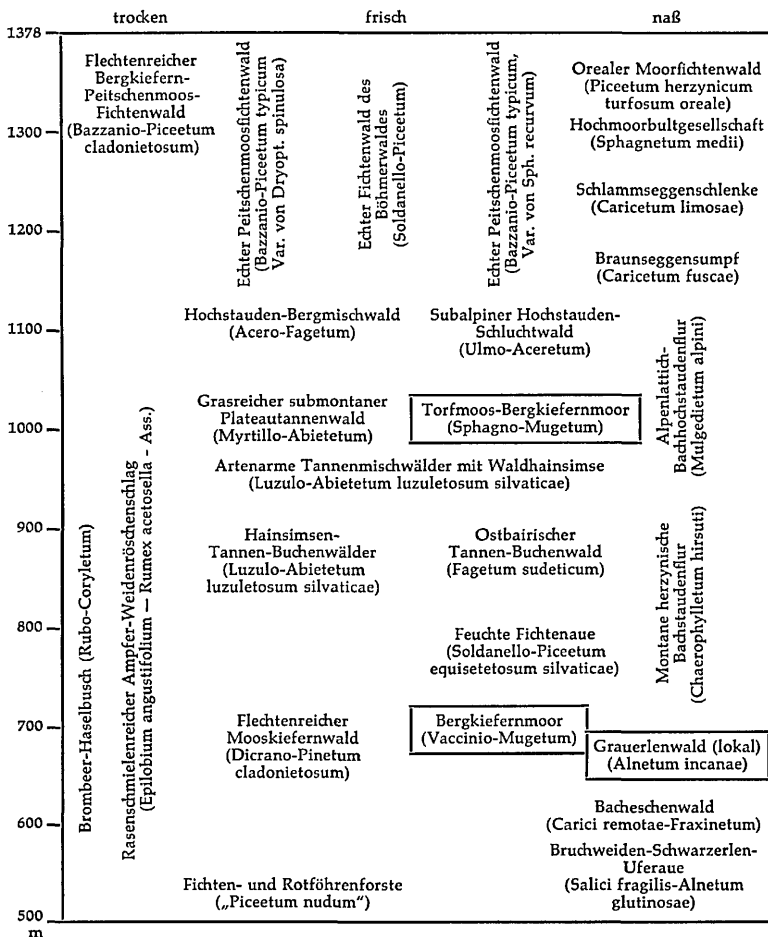 trocken frisch naß
1378
Flechtenreicher
Bergkiefern-
Peitschenmoos-
Fichtenwald
(Bazzanio-Piceetum
cladonietosum)
Echter Peitschenmoosfichtenwald
(Bazzanio-Piceetum typicum
Var. von Dryopt. spinulosa)
Echter Fichtenwald des
Böhmerwaldes
(Soldanello-Piceetum)
Echter Peitschenmoosfichtenwald
(Bazzanio-Piceetum typicum,
Var. von Sph. recurvum)
Orealer Moorfichtenwald
(Piceetum herzynicum
turfosum oreale)
1300
Hochmoorbultgesellschaft
(Sphagnetum medii)
Schlammseggenschlenke
(Caricetum limosae)
1200
Braunseggensumpf
(Caricetum fuscae)
1100
Hochstauden-Bergmischwald
(Acero-Fagetum)
Subalpiner Hochstauden-
Schluchtwald
(Ulmo-Aceretum)
Alpenlattich-
Bachhochstaudenflur
(Mulgedietum alpini)
1000
Grasreicher submontaner
Plateautannenwald
(Myrtillo-Abietetum)
Torfmoos-Bergkiefernmoor
(Sphagno-Mugetum)
Artenarme Tannenmischwälder mit Waldhainsimse
(Luzulo-Abietetum luzuletosum silvaticae)
900
Hainsimsen-
Tannen-Buchenwälder
(Luzulo-Abietetum
luzuletosum silvaticae)
Ostbairischer
Tannen-Buchenwald
(Fagetum sudeticum)
Montane herzynische
Bachstaudenflur
(Chaerophylletum hirsuti)
Brombeer-Haselbusch (Rubo-Coryletum)
Rasenschmielenreicher Ampfer-Weidenröschenschlag
(Epilobium angustifolium — Rumex acetosella - Ass.)
800
Feuchte Fichtenaue
(Soldanello-Piceetum
equisetetosum silvaticae)
700
Flechtenreicher
Mooskiefernwald
(Dicrano-Pinetum
cladonietosum)
Bergkiefernmoor
(Vaccinio-Mugetum)
Grauerlenwald (lokal)
(Alnetum incanae)
600
Bacheschenwald
(Carici remotae-Fraxinetum)
Bruchweiden-Schwarzerlen-
Uferaue
(Salici fragilis-Alnetum
glutinosae)
Fichten- und Rotföhrenforste
(„Piceetum nudum“)
500
m